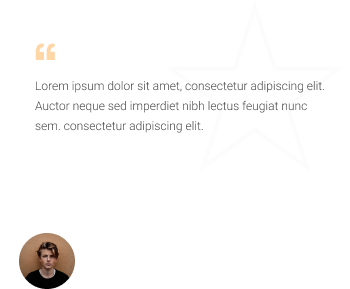 “
Lorem ipsum dolor sit amet, consectetur adipiscing elit.
Auctor neque sed imperdiet nibh lectus feugiat nunc
sem. consectetur adipiscing elit.